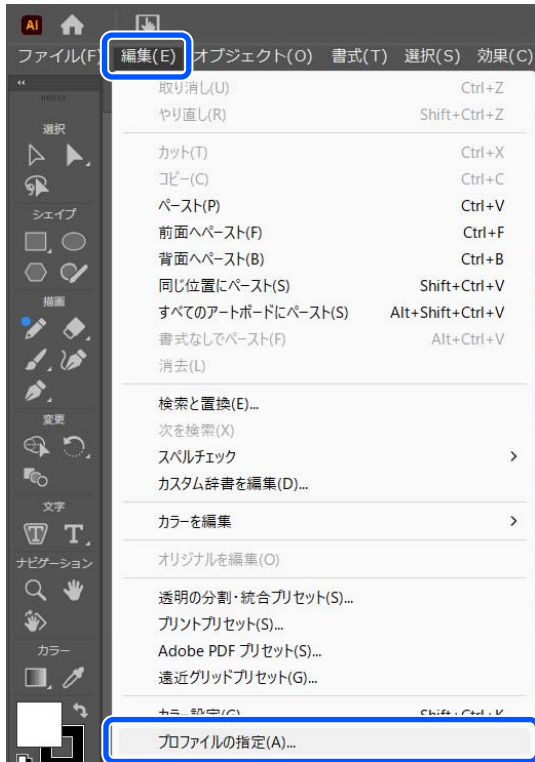 Ai
ファイル(F) 編集(E) オブジェクト(O) 書式(T) 選択(S) 効果(C)
選択
シェイプ
描画
変更
文字
ナビゲーション
カラー
取り消し(U) Ctrl+Z
やり直し(R) Shift+Ctrl+Z
カット(T) Ctrl+X
コピー(C) Ctrl+C
ペースト(P) Ctrl+V
前面へペースト(F) Ctrl+F
背面へペースト(B) Ctrl+B
同じ位置にペースト(S) Shift+Ctrl+V
すべてのアートボードにペースト(S) Alt+Shift+Ctrl+V
書式なしでペースト(F) Alt+Ctrl+V
消去(L)
検索と置換(E)...
次を検索(X)
スペルチェック
カスタム辞書を編集(D)...
カラーを編集
オリジナルを編集(O)
透明の分割・統合プリセット(S)...
プリントプリセット(S)...
Adobe PDF プリセット(S)...
遠近グリッドプリセット(G)...
カラー設定(G)... Shift+Ctrl+K
プロファイルの指定(A)...